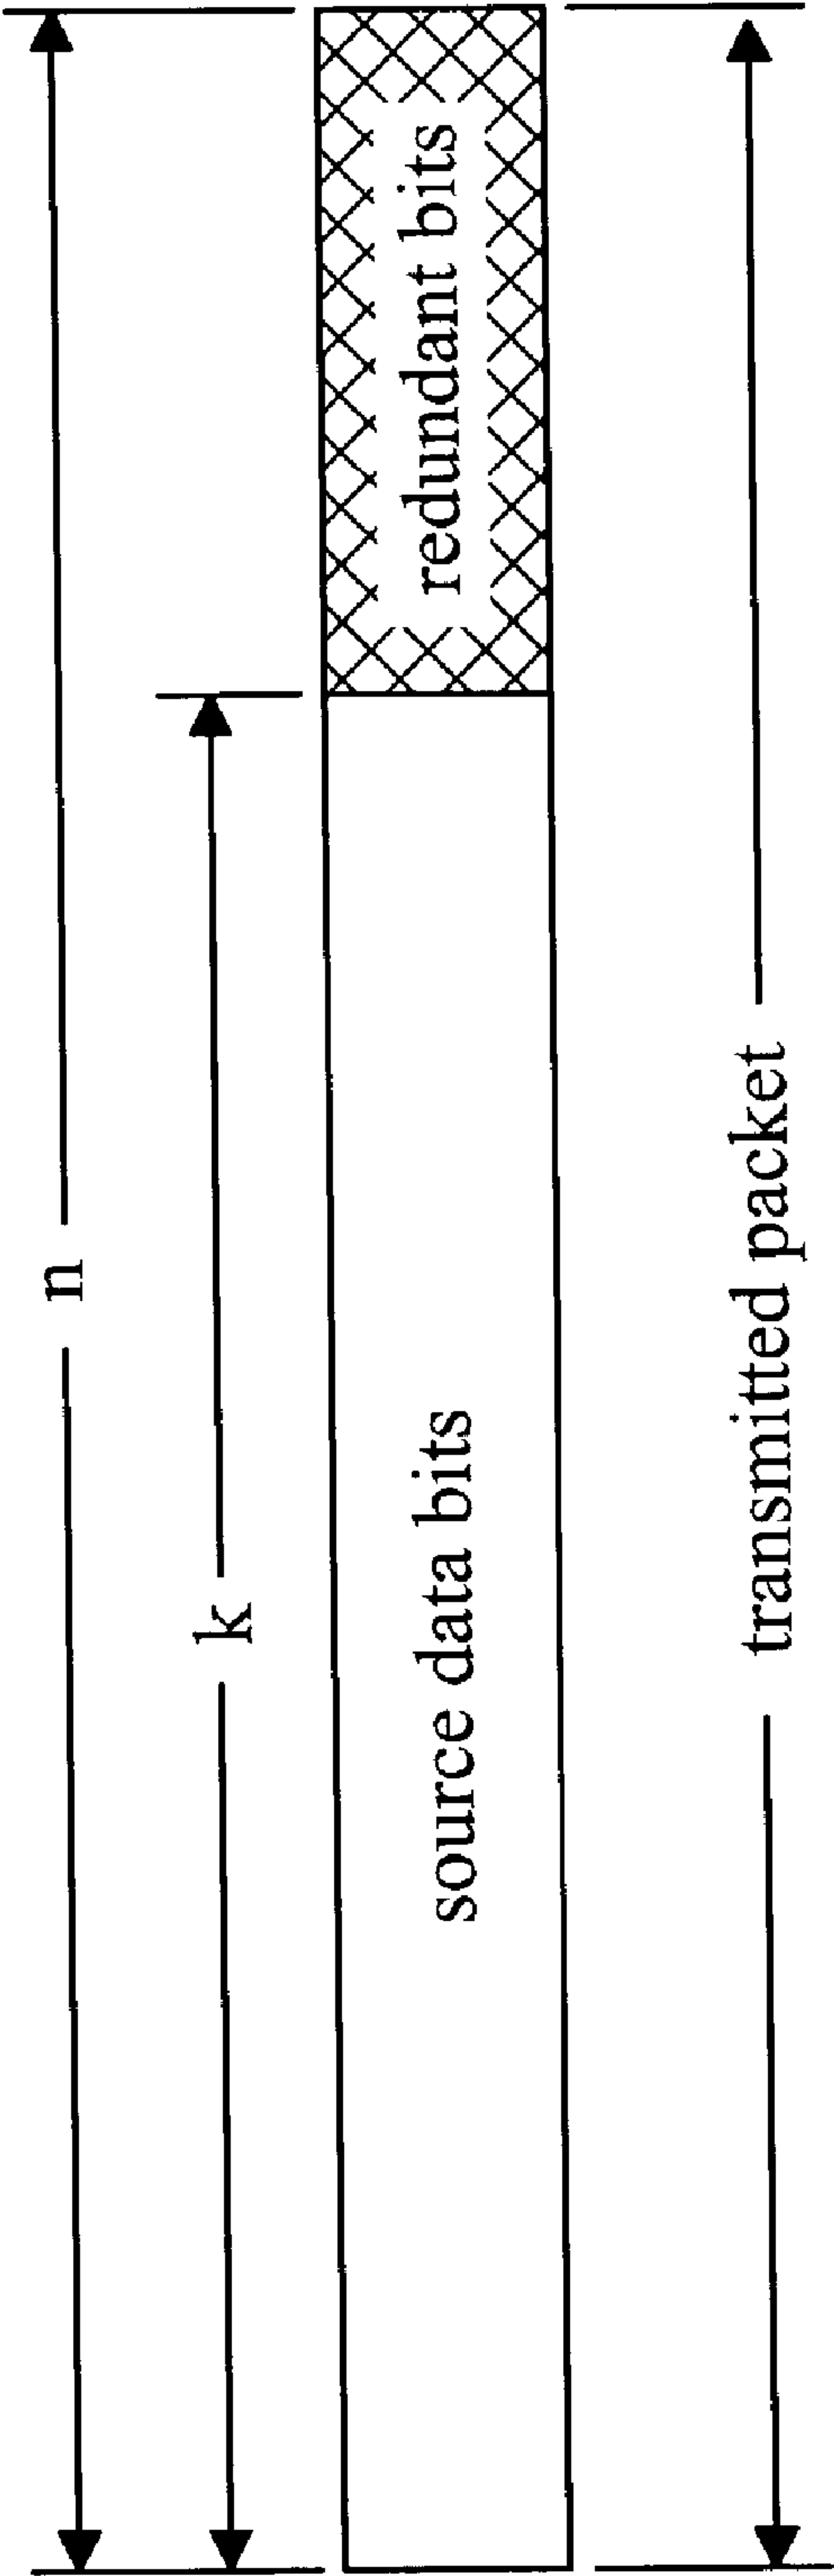 n
k
source data bits
redundant bits
transmitted packet